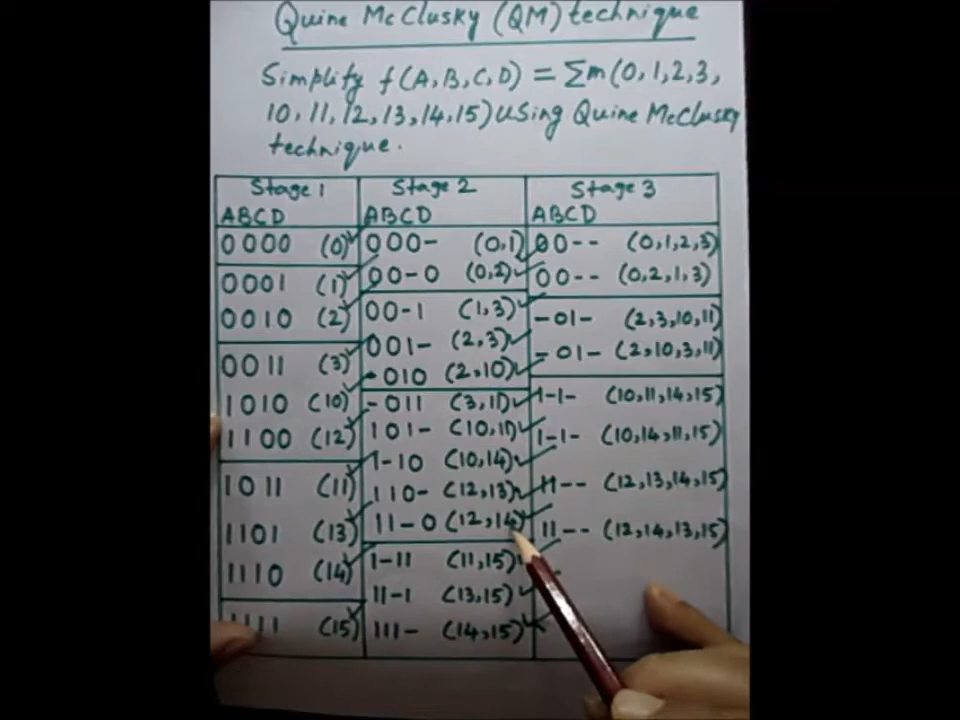 Quine McClusky (QM) technique
Simplify f(A,B,C,D) = Σm(0,1,2,3,
10,11,12,13,14,15) using Quine McClusky
technique.
Stage 1 Stage 2 Stage 3
ABCD ABCD ABCD
0000 (0) 000- (0,1) 00-- (0,1,2,3)
0001 (1) 00-0 (0,2) 00-- (0,2,1,3)
0010 (2) 00-1 (1,3) -01- (2,3,10,11)
0011 (3) 001- (2,3) -01- (2,10,3,11)
1010 (10) -010 (2,10) 1-1- (10,11,14,15)
1100 (12) -011 (3,11) 1-1- (10,14,11,15)
1011 (11) 101- (10,11) 11-- (12,13,14,15)
1101 (13) 1-10 (10,14) 11-- (12,14,13,15)
1110 (14) 110- (12,13)
1111 (15) 11-0 (12,14)
1-11 (11,15)
11-1 (13,15)
111- (14,15)